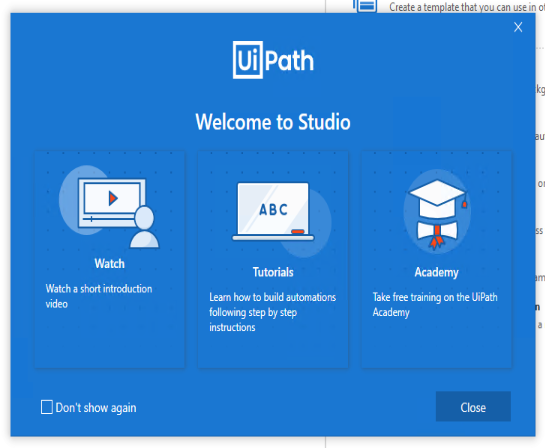 Create a template that you can use in
X
UiPath
Welcome to Studio
ABC
Watch
Watch a short introduction
video
Tutorials
Learn how to build automations
following step by step
instructions
Academy
Take free training on the UiPath
Academy
Don't show again
Close